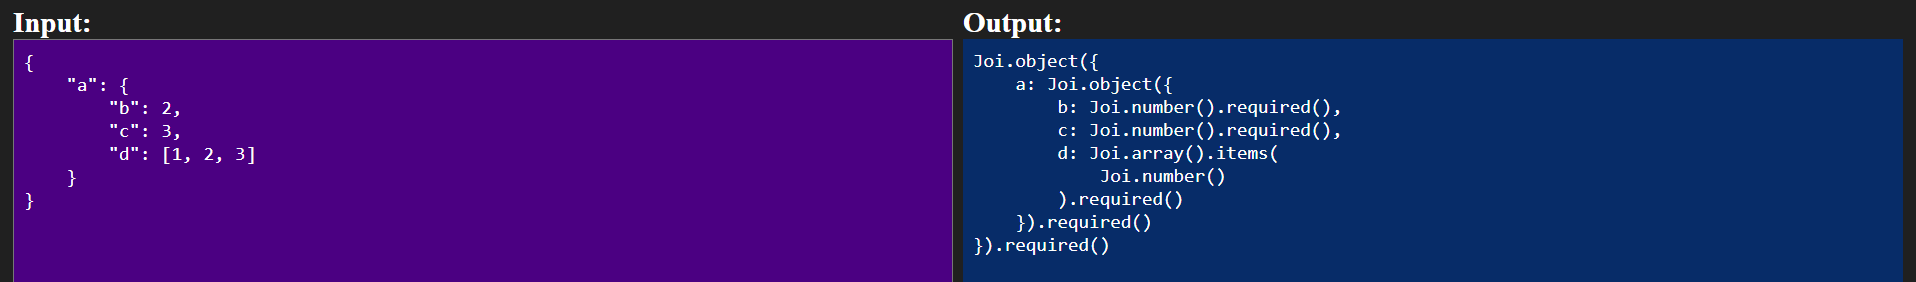 Input:
{
    "a": {
        "b": 2,
        "c": 3,
        "d": [1, 2, 3]
    }
}
Output:
Joi.object({
    a: Joi.object({
        b: Joi.number().required(),
        c: Joi.number().required(),
        d: Joi.array().items(
            Joi.number()
        ).required()
    }).required()
}).required()